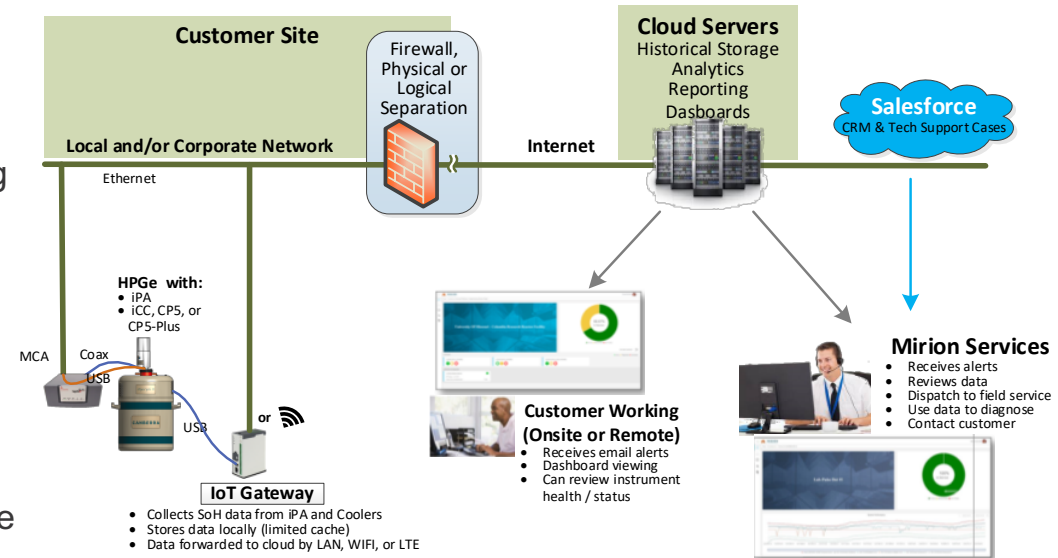 Customer Site
Firewall,
Physical or
Logical
Separation
Cloud Servers
Historical Storage
Analytics
Reporting
Dasboards
Salesforce
CRM & Tech Support Cases
Local and/or Corporate Network
Internet
Ethernet
g
HPGe with:
• iPA
• iCC, CP5, or
CP5-Plus
MCA
Coax
USB
CANBERRA
USB
or
IoT Gateway
• Collects SoH data from iPA and Coolers
• Stores data locally (limited cache)
• Data forwarded to cloud by LAN, WIFI, or LTE
e
Customer Working
(Onsite or Remote)
• Receives email alerts
• Dashboard viewing
• Can review instrument
health / status
Mirion Services
• Receives alerts
• Reviews data
• Dispatch to field service
• Use data to diagnose
• Contact customer